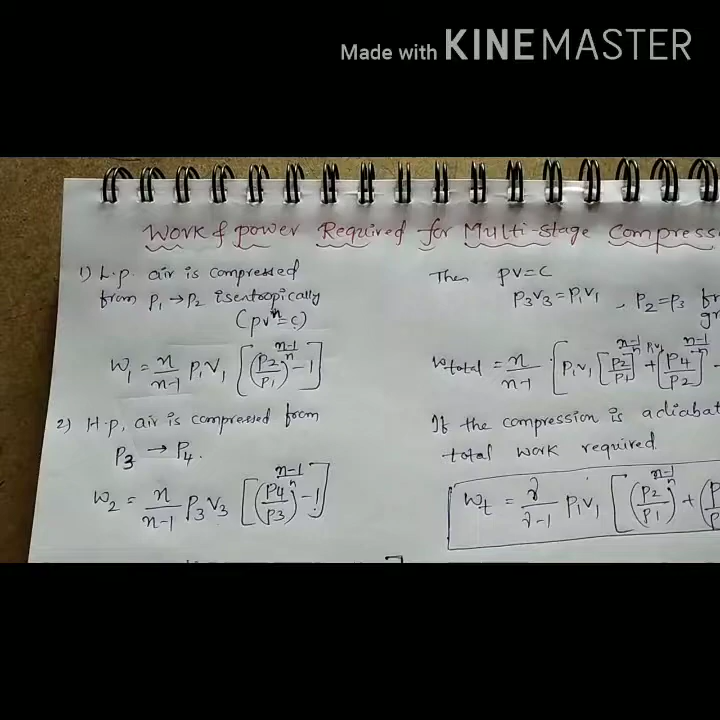 Made with KINEMASTER
Work & power Required for Multi-stage Compress
1) L.p. air is compressed
from P₁ → P₂ isentropically
(pvⁿ=c)
W₁ = n/(n-1) P₁V₁ [(P₂/P₁)^((n-1)/n) - 1]
2) H.p, air is compressed from
P₃ → P₄.
W₂ = n/(n-1) P₃V₃ [(P₄/P₃)^((n-1)/n) - 1]
Then pv=c
P₃V₃ = P₁V₁ , P₂=P₃
Wtotal = n/(n-1) · [P₁V₁ [P₂/P₁]^((n-1)/n) + P₁V₁ (P₄/P₂)^((n-1)/n) -
If the compression is adiabat
total work required.
Wt = γ/(γ-1) P₁V₁ [(P₂/P₁)^((n-1)/n) + (P